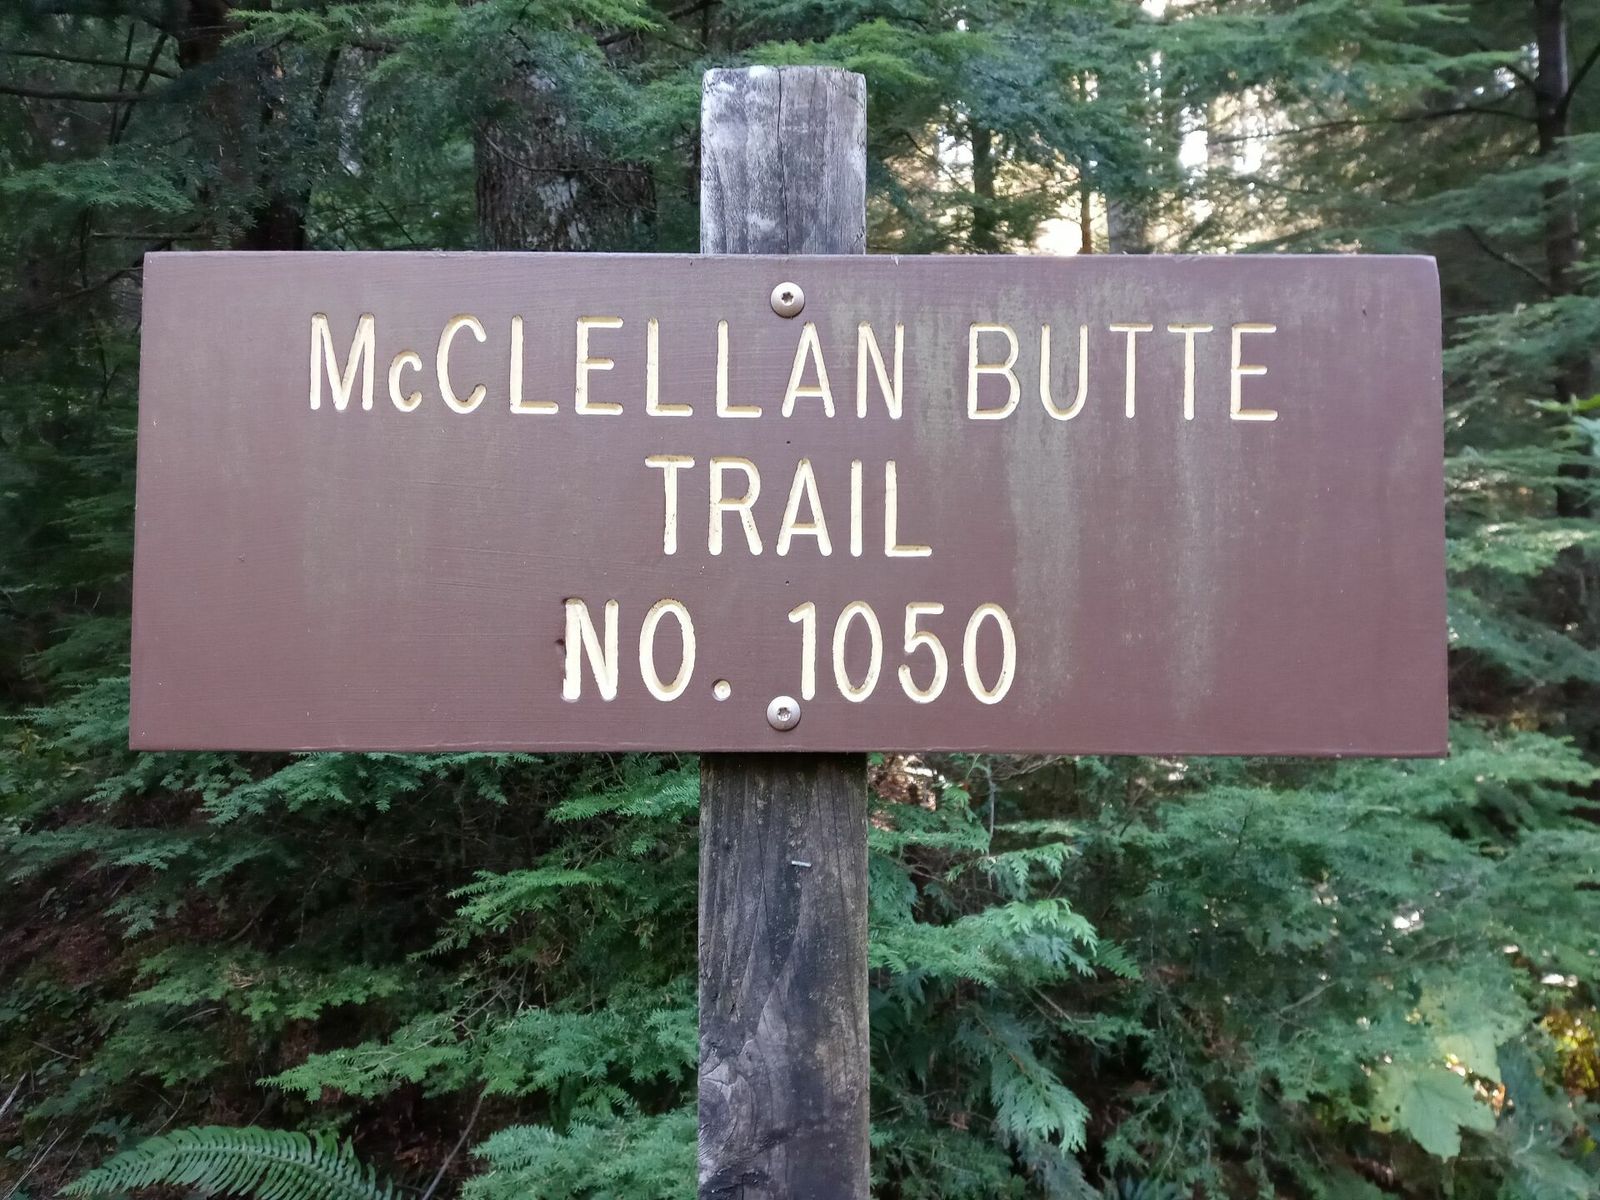 McCLELLAN BUTTE
TRAIL
NO. 1050